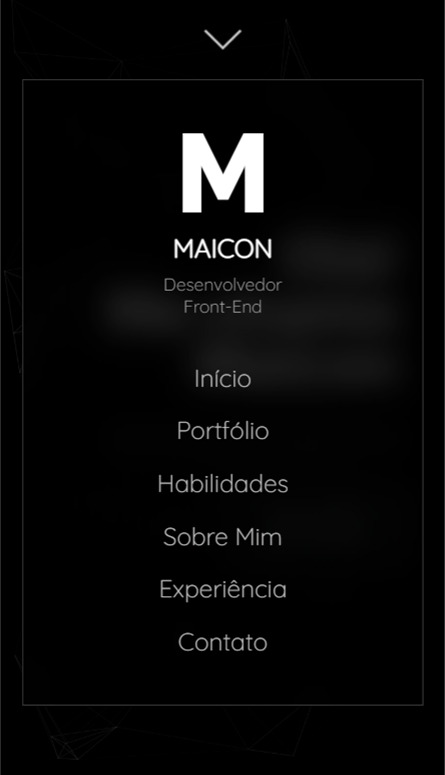 M
MAICON
Desenvolvedor
Front-End
Início
Portfólio
Habilidades
Sobre Mim
Experiência
Contato